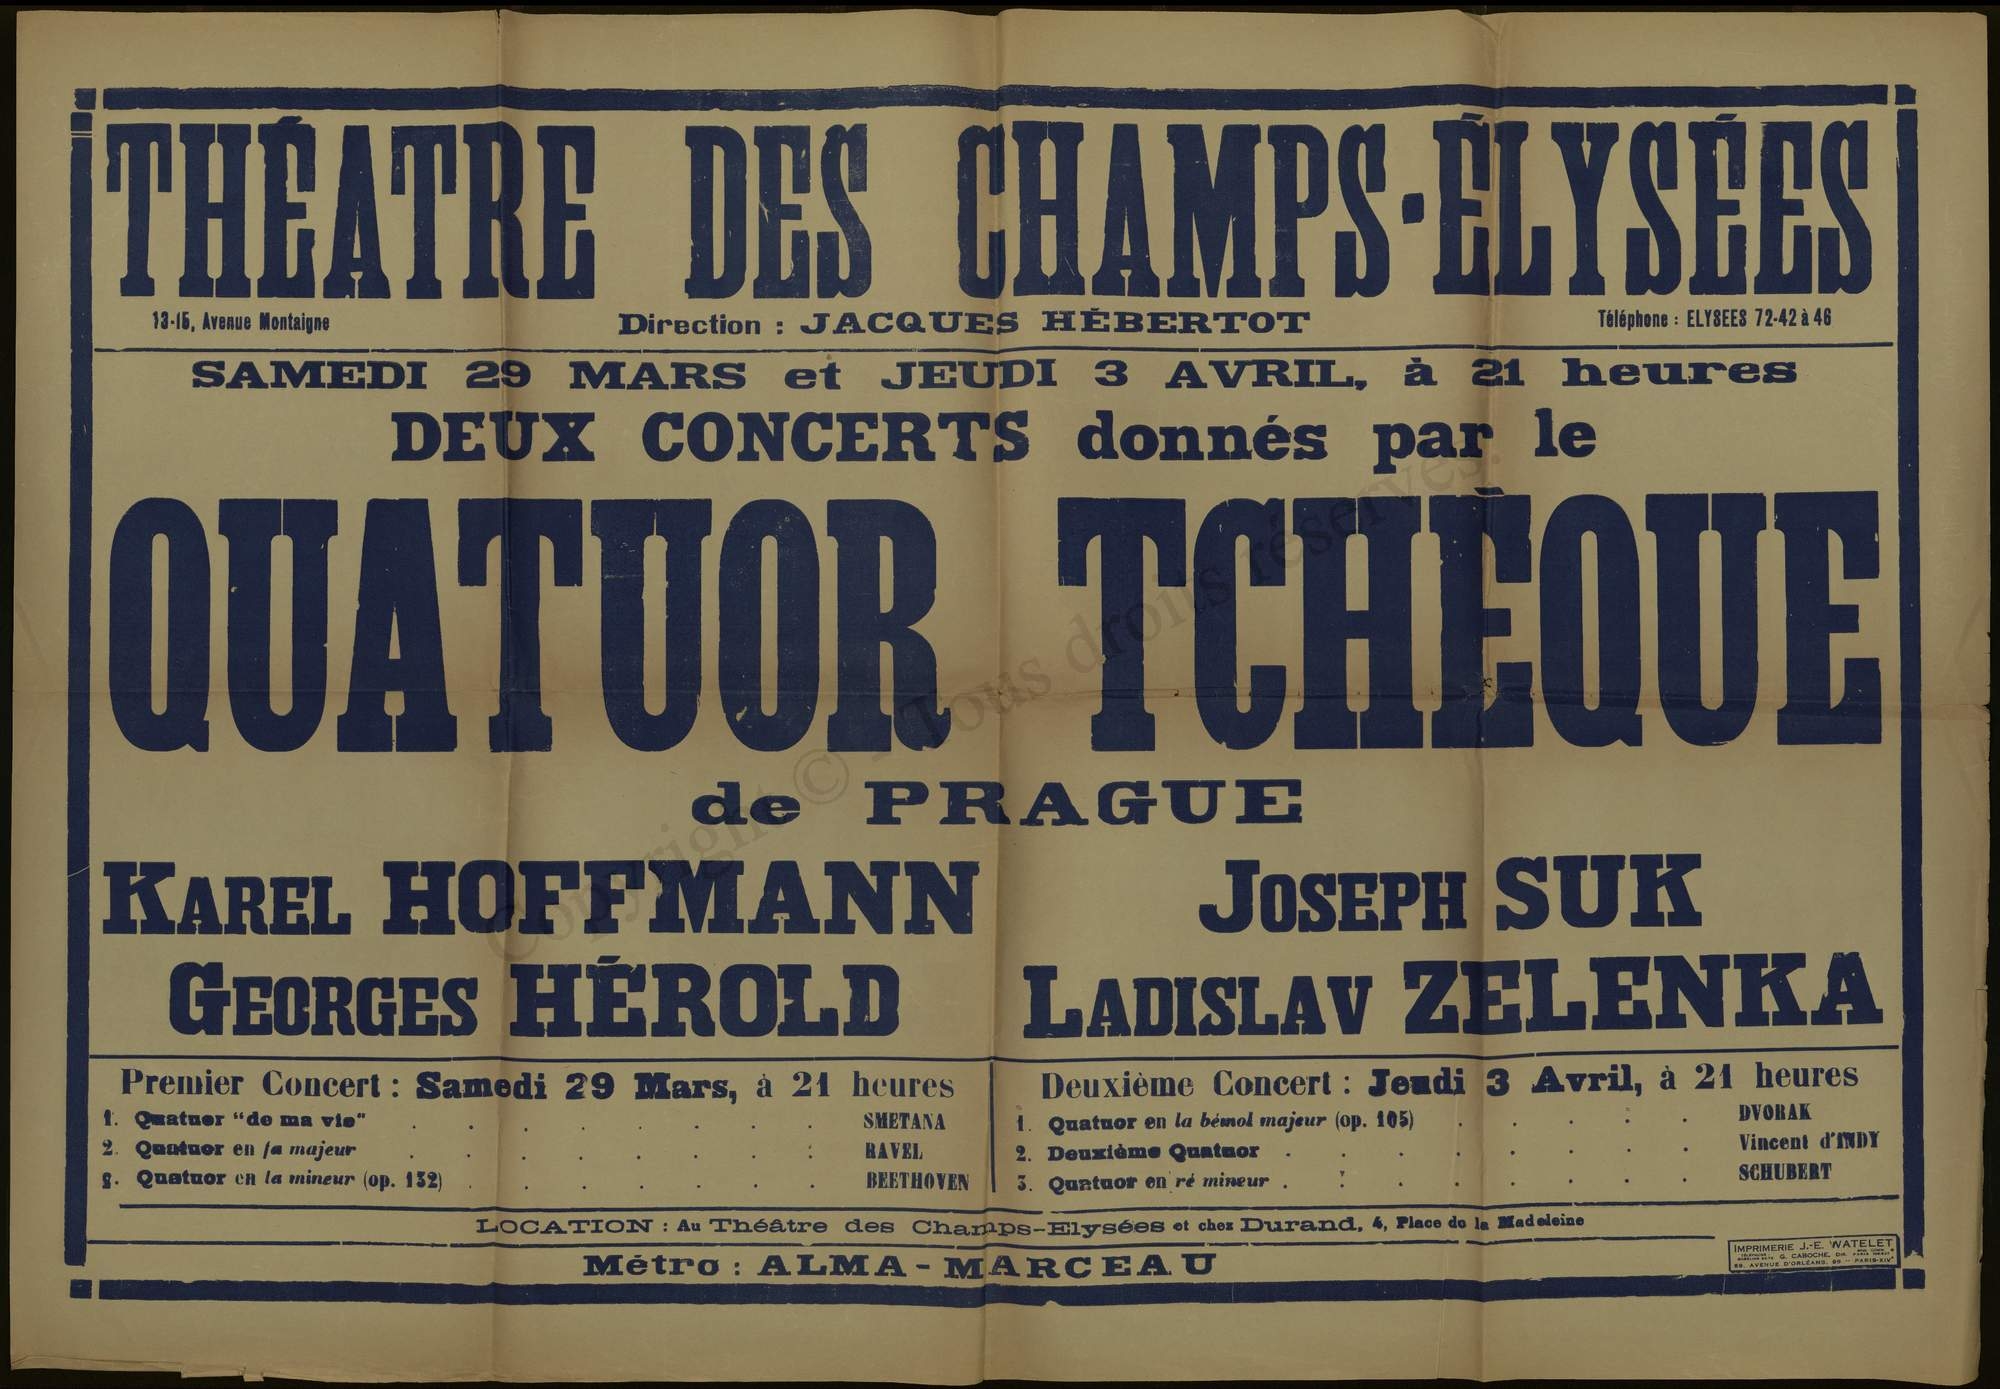 THÉATRE DES CHAMPS-ÉLYSÉES
13-15, Avenue Montaigne
Direction : JACQUES HÉBERTOT
Téléphone : ELYSEES 72-42 à 46
SAMEDI 29 MARS et JEUDI 3 AVRIL, à 21 heures
DEUX CONCERTS donnés par le
QUATUOR TCHÈQUE
de PRAGUE
KAREL HOFFMANN
JOSEPH SUK
GEORGES HÉROLD
LADISLAV ZELENKA
Premier Concert : Samedi 29 Mars, à 21 heures
1. Quatuor "de ma vie" . . . . . . . . SMETANA
2. Quatuor en fa majeur . . . . . . . . RAVEL
3. Quatuor en la mineur (op. 132) . . . . . . . BEETHOVEN
Deuxième Concert : Jeudi 3 Avril, à 21 heures
1. Quatuor en la bémol majeur (op. 105) . . . . . DVORAK
2. Deuxième Quatuor . . . . . . . . Vincent d'INDY
3. Quatuor en ré mineur . . . . . . . . SCHUBERT
LOCATION : Au Théâtre des Champs-Elysées et chez Durand, 4, Place de la Madeleine
Métro : ALMA-MARCEAU
IMPRIMERIE J.-E. WATELET
G. CABOCHE, DIR.
Copyright © Tous droits réservés.